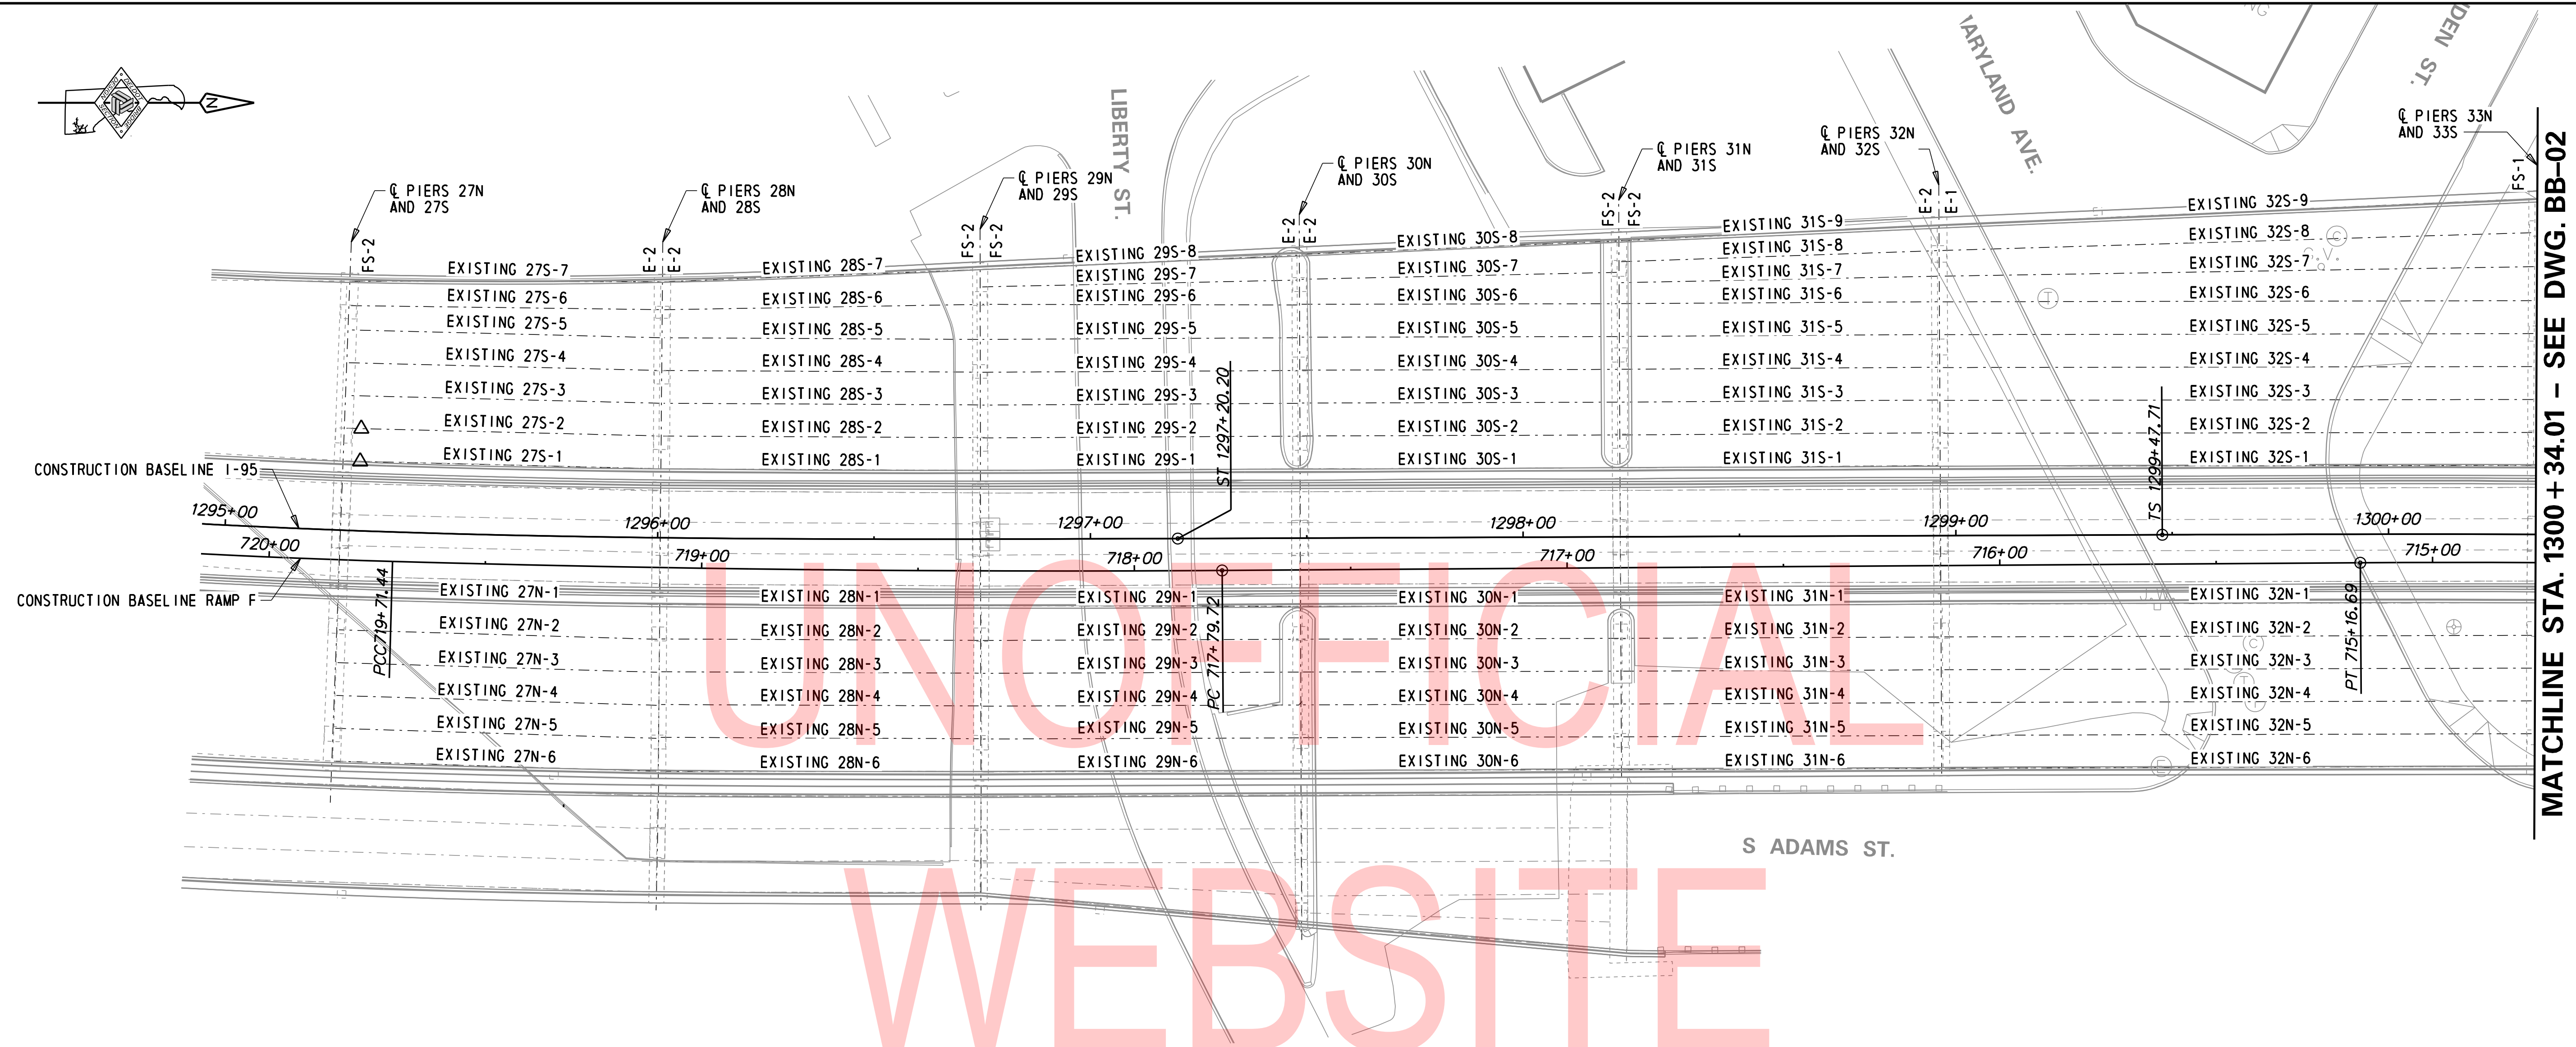 LIBERTY ST.
MARYLAND AVE.
DEN ST.
N
℄ PIERS 27N
AND 27S
℄ PIERS 28N
AND 28S
℄ PIERS 29N
AND 29S
℄ PIERS 30N
AND 30S
℄ PIERS 31N
AND 31S
℄ PIERS 32N
AND 32S
℄ PIERS 33N
AND 33S
FS-2
E-2
E-2
FS-2
FS-2
E-2
E-2
FS-2
FS-2
E-2
E-1
FS-1
EXISTING 27S-7
EXISTING 27S-6
EXISTING 27S-5
EXISTING 27S-4
EXISTING 27S-3
EXISTING 27S-2
EXISTING 27S-1
EXISTING 28S-7
EXISTING 28S-6
EXISTING 28S-5
EXISTING 28S-4
EXISTING 28S-3
EXISTING 28S-2
EXISTING 28S-1
EXISTING 29S-8
EXISTING 29S-7
EXISTING 29S-6
EXISTING 29S-5
EXISTING 29S-4
EXISTING 29S-3
EXISTING 29S-2
EXISTING 29S-1
EXISTING 30S-8
EXISTING 30S-7
EXISTING 30S-6
EXISTING 30S-5
EXISTING 30S-4
EXISTING 30S-3
EXISTING 30S-2
EXISTING 30S-1
EXISTING 31S-9
EXISTING 31S-8
EXISTING 31S-7
EXISTING 31S-6
EXISTING 31S-5
EXISTING 31S-4
EXISTING 31S-3
EXISTING 31S-2
EXISTING 31S-1
EXISTING 32S-9
EXISTING 32S-8
EXISTING 32S-7
EXISTING 32S-6
EXISTING 32S-5
EXISTING 32S-4
EXISTING 32S-3
EXISTING 32S-2
EXISTING 32S-1
ST 1297+20.20
TS 1299+47.71
CONSTRUCTION BASELINE I-95
1295+00
1296+00
1297+00
1298+00
1299+00
1300+00
720+00
719+00
718+00
717+00
716+00
715+00
CONSTRUCTION BASELINE RAMP F
PCC719+71.44
PC 717+79.72
PT 715+16.69
EXISTING 27N-1
EXISTING 27N-2
EXISTING 27N-3
EXISTING 27N-4
EXISTING 27N-5
EXISTING 27N-6
EXISTING 28N-1
EXISTING 28N-2
EXISTING 28N-3
EXISTING 28N-4
EXISTING 28N-5
EXISTING 28N-6
EXISTING 29N-1
EXISTING 29N-2
EXISTING 29N-3
EXISTING 29N-4
EXISTING 29N-5
EXISTING 29N-6
EXISTING 30N-1
EXISTING 30N-2
EXISTING 30N-3
EXISTING 30N-4
EXISTING 30N-5
EXISTING 30N-6
EXISTING 31N-1
EXISTING 31N-2
EXISTING 31N-3
EXISTING 31N-4
EXISTING 31N-5
EXISTING 31N-6
EXISTING 32N-1
EXISTING 32N-2
EXISTING 32N-3
EXISTING 32N-4
EXISTING 32N-5
EXISTING 32N-6
S ADAMS ST.
MATCHLINE STA. 1300+34.01 – SEE DWG. BB–02
UNOFFICIAL
WEBSITE